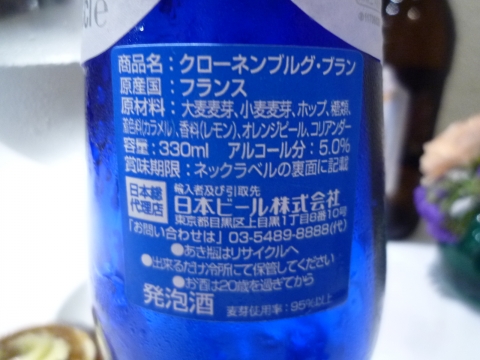 cle
商品名：クローネンブルグ・ブラン
原産国：フランス
原材料：大麦麦芽、小麦麦芽、ホップ、糖類、
着色料(カラメル)、香料(レモン)、オレンジピール、コリアンダー
容量：330ml アルコール分：5.0%
賞味期限：ネックラベルの裏面に記載
日本総代理店
輸入者及び引取先
日本ビール株式会社
東京都目黒区上目黒1丁目8番10号
「お問い合わせは」 03-5489-8888(代)
●あき瓶はリサイクルへ
●出来るだけ冷所にて保管してください
●お酒は20歳を過ぎてから
発泡酒
麦芽使用率：95%以上